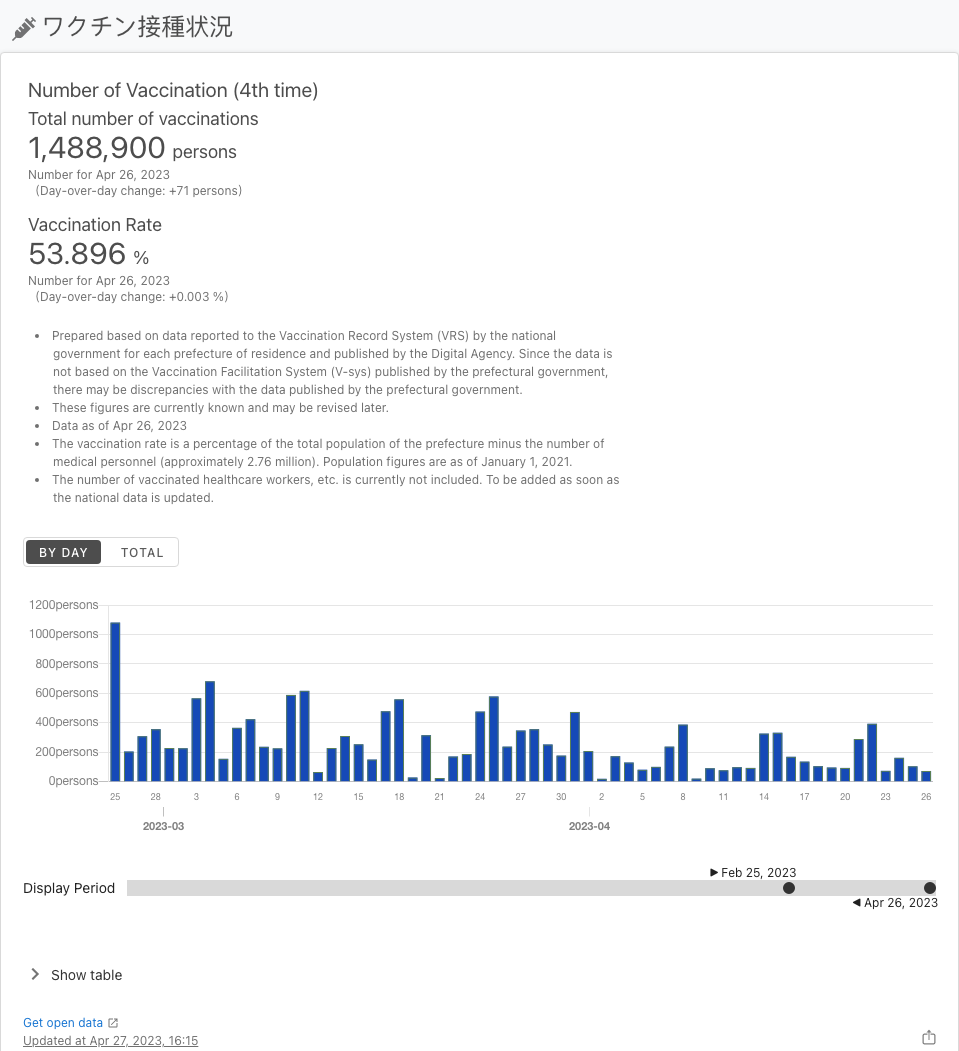 ワクチン接種状況
Number of Vaccination (4th time)
Total number of vaccinations
1,488,900 persons
Number for Apr 26, 2023
(Day-over-day change: +71 persons)
Vaccination Rate
53.896 %
Number for Apr 26, 2023
(Day-over-day change: +0.003 %)
• Prepared based on data reported to the Vaccination Record System (VRS) by the national
government for each prefecture of residence and published by the Digital Agency. Since the data is
not based on the Vaccination Facilitation System (V-sys) published by the prefectural government,
there may be discrepancies with the data published by the prefectural government.
• These figures are currently known and may be revised later.
• Data as of Apr 26, 2023
• The vaccination rate is a percentage of the total population of the prefecture minus the number of
medical personnel (approximately 2.76 million). Population figures are as of January 1, 2021.
• The number of vaccinated healthcare workers, etc. is currently not included. To be added as soon as
the national data is updated.
BY DAY TOTAL
1200persons
1000persons
800persons
600persons
400persons
200persons
0persons
25 28 3 6 9 12 15 18 21 24 27 30 2 5 8 11 14 17 20 23 26
2023-03 2023-04
▶ Feb 25, 2023
Display Period
◀ Apr 26, 2023
Show table
Get open data
Updated at Apr 27, 2023, 16:15